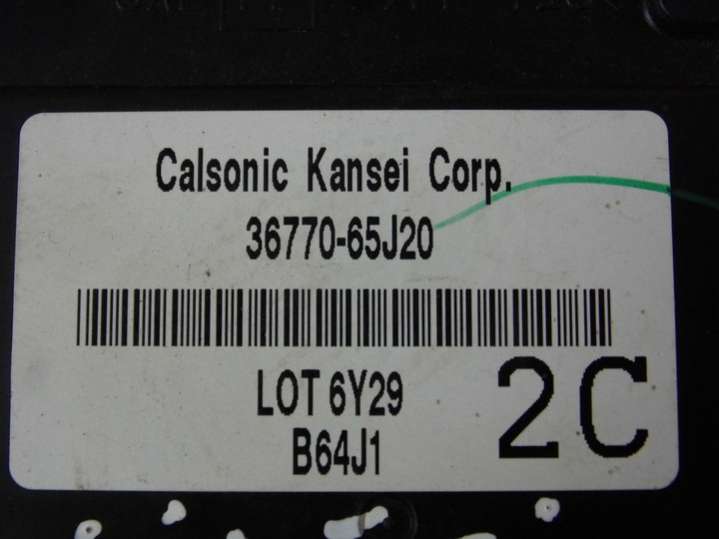 Calsonic Kansei Corp.
36770-65J20
LOT 6Y29
B64J1
2C